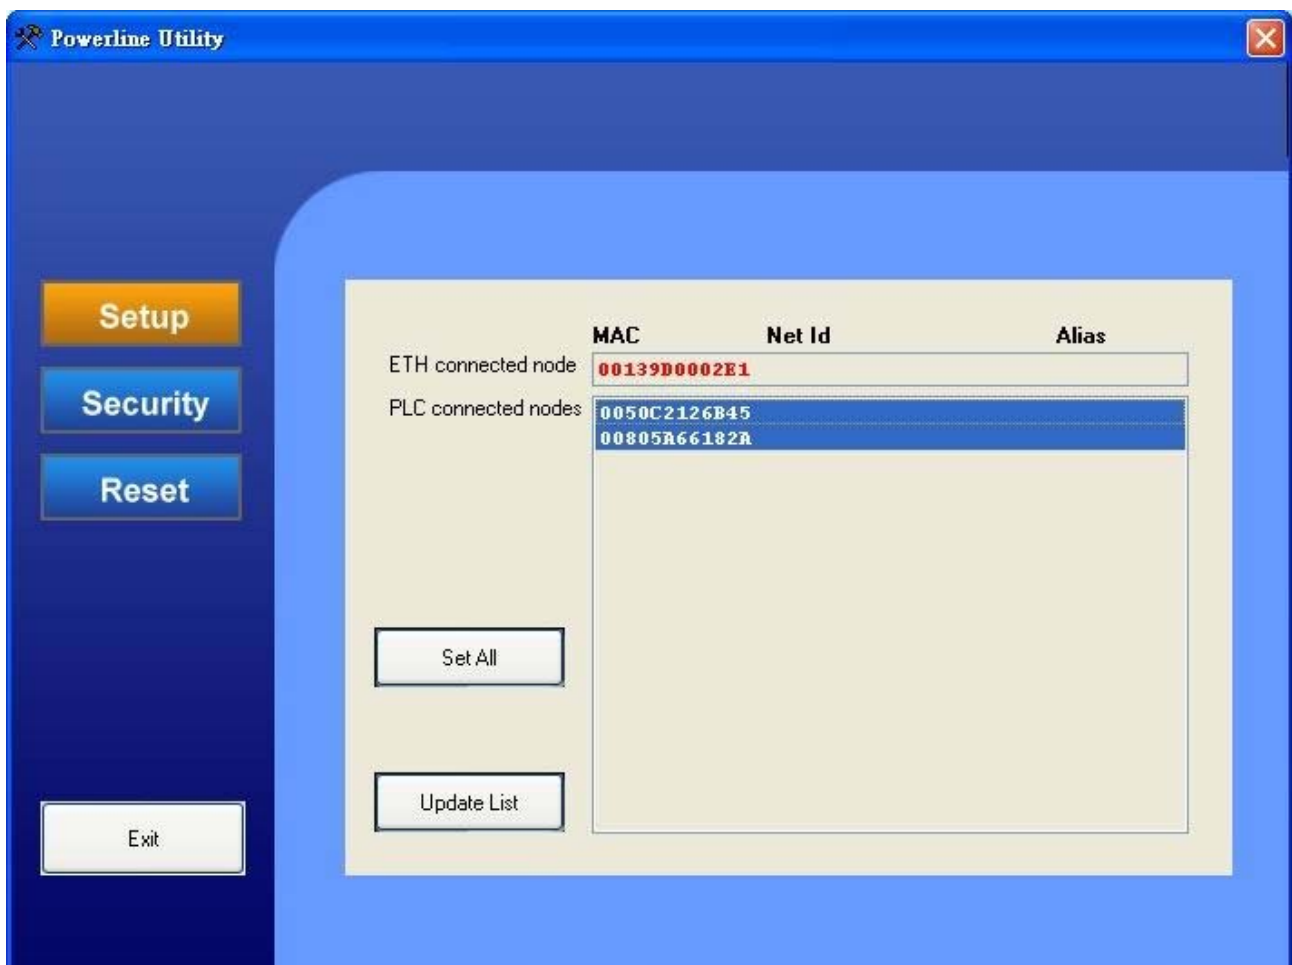 Powerline Utility
Setup
Security
Reset
Exit
MAC Net Id Alias
ETH connected node 00139D0002E1
PLC connected nodes 0050C2126B45
00805A66182A
Set All
Update List